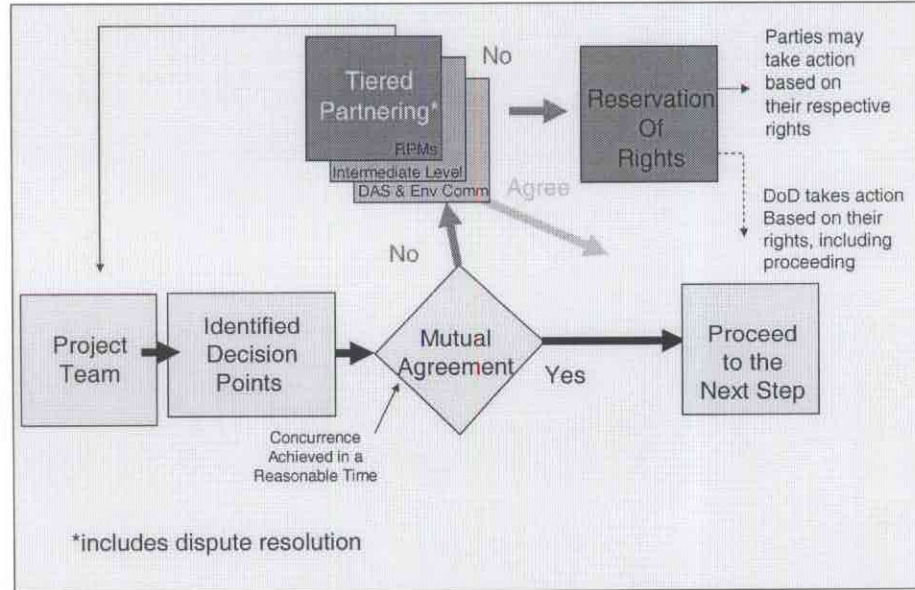 Tiered
Partnering*
RPMs
Intermediate Level
DAS & Env Comm
No
Reservation
Of
Rights
Parties may
take action
based on
their respective
rights
Agree
DoD takes action
Based on their
rights, including
proceeding
No
Project
Team
Identified
Decision
Points
Mutual
Agreement
Yes
Proceed
to the
Next Step
Concurrence
Achieved in a
Reasonable Time
*includes dispute resolution